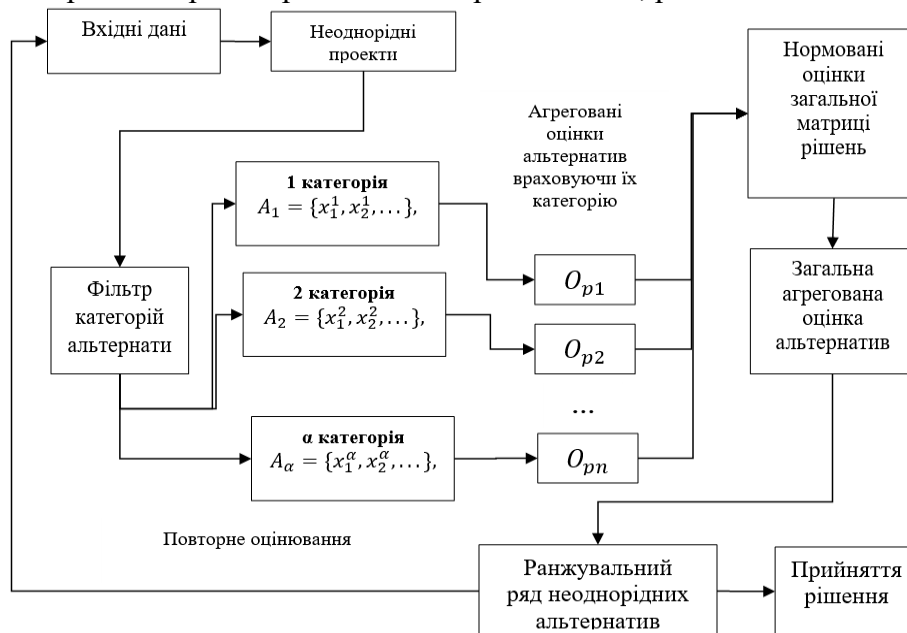 Вхідні дані
Неоднорідні
проекти
Нормовані
оцінки
загальної
матриці
рішень
Агреговані
оцінки
альтернатив
враховуючи їх
категорію
1 категорія
𝐴₁ = {𝑥₁¹, 𝑥₂¹, . . . },
Фільтр
категорій
альтернати
2 категорія
𝐴₂ = {𝑥₁², 𝑥₂², . . . },
α категорія
𝐴_α = {𝑥₁^α, 𝑥₂^α, . . . },
𝑂_𝑝1
𝑂_𝑝2
...
𝑂_𝑝𝑛
Загальна
агрегована
оцінка
альтернатив
Повторне оцінювання
Ранжувальний
ряд неоднорідних
альтернатив
Прийняття
рішення